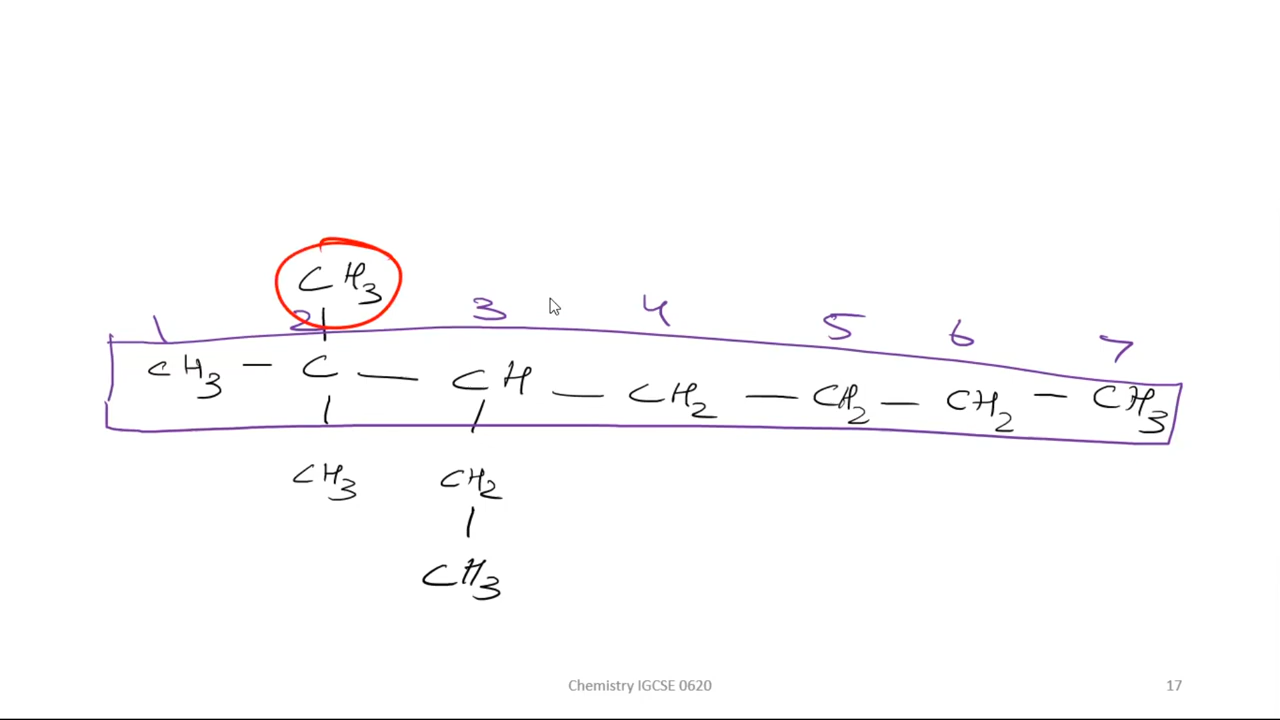 CH3
1 2 3 4 5 6 7
CH3 - C - CH - CH2 - CH2 - CH2 - CH3
CH3 CH2
CH3
Chemistry IGCSE 0620 17